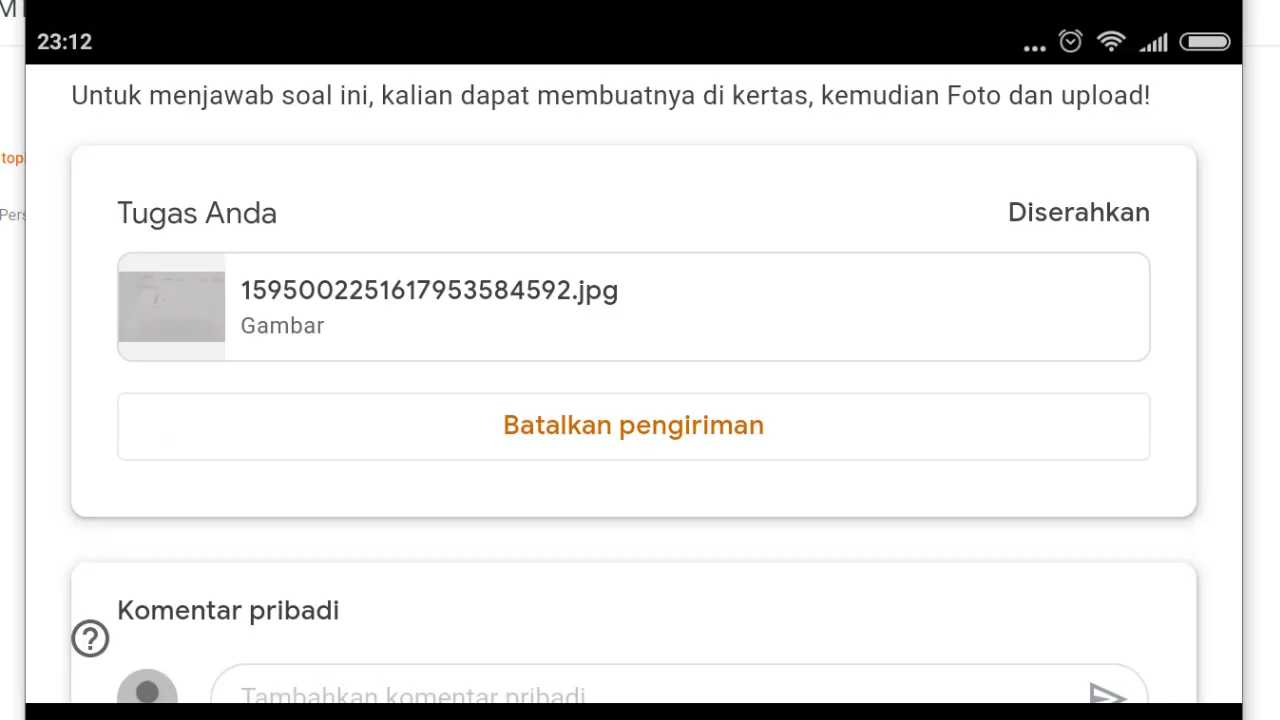 23:12
Untuk menjawab soal ini, kalian dapat membuatnya di kertas, kemudian Foto dan upload!
Tugas Anda
Diserahkan
1595002251617953584592.jpg
Gambar
Batalkan pengiriman
Komentar pribadi
Tambahkan komentar pribadi